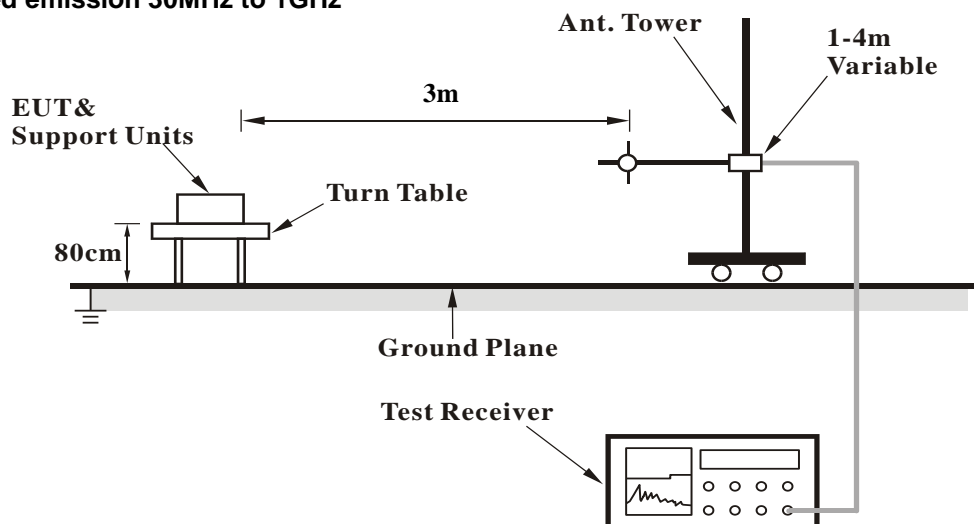 emission 30MHz to 1GHz
Ant. Tower
1-4m
Variable
3m
EUT&
Support Units
Turn Table
80cm
Ground Plane
Test Receiver